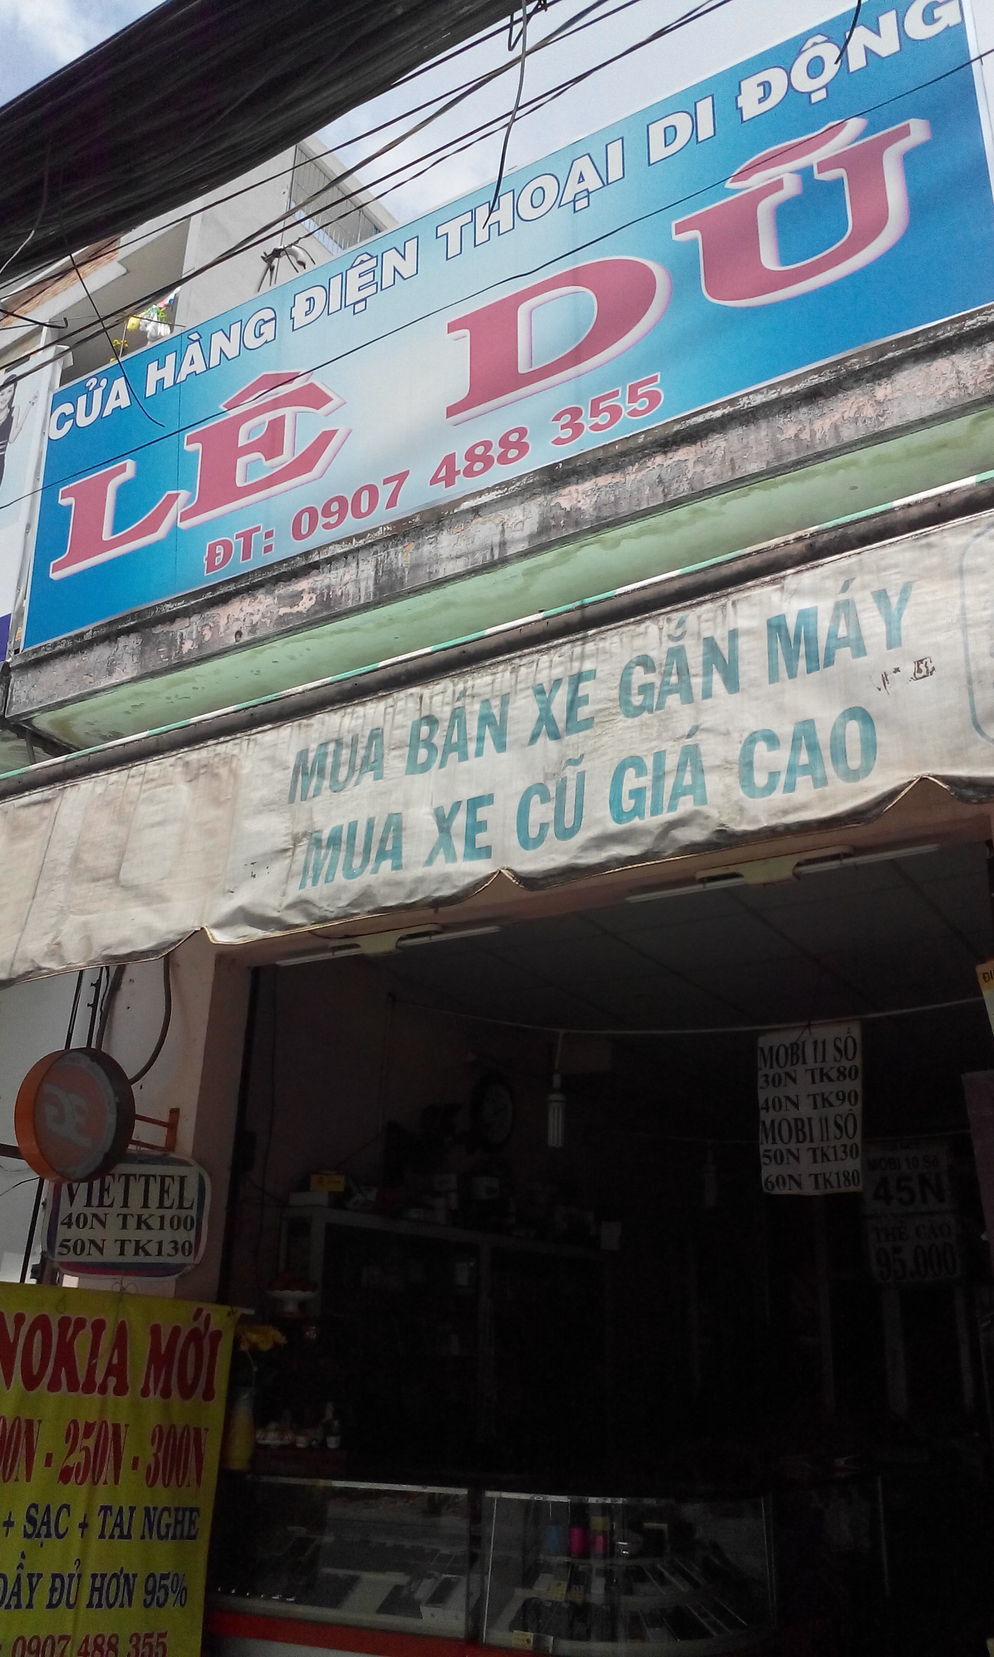 CỬA HÀNG ĐIỆN THOẠI DI ĐỘNG
LÊ DŨ
ĐT: 0907 488 355
MUA BÁN XE GẮN MÁY
MUA XE CŨ GIÁ CAO
MOBI 11 SỐ
30N TK80
40N TK90
MOBI 11 SỐ
50N TK130
60N TK180
MOBI 10 Số
45N
THẺ CÀO
95.000
VIETTEL
40N TK100
50N TK130
NOKIA MỚI
00N - 250N - 300N
+ SẠC + TAI NGHE
ĐẦY ĐỦ HƠN 95%
: 0907 488 355